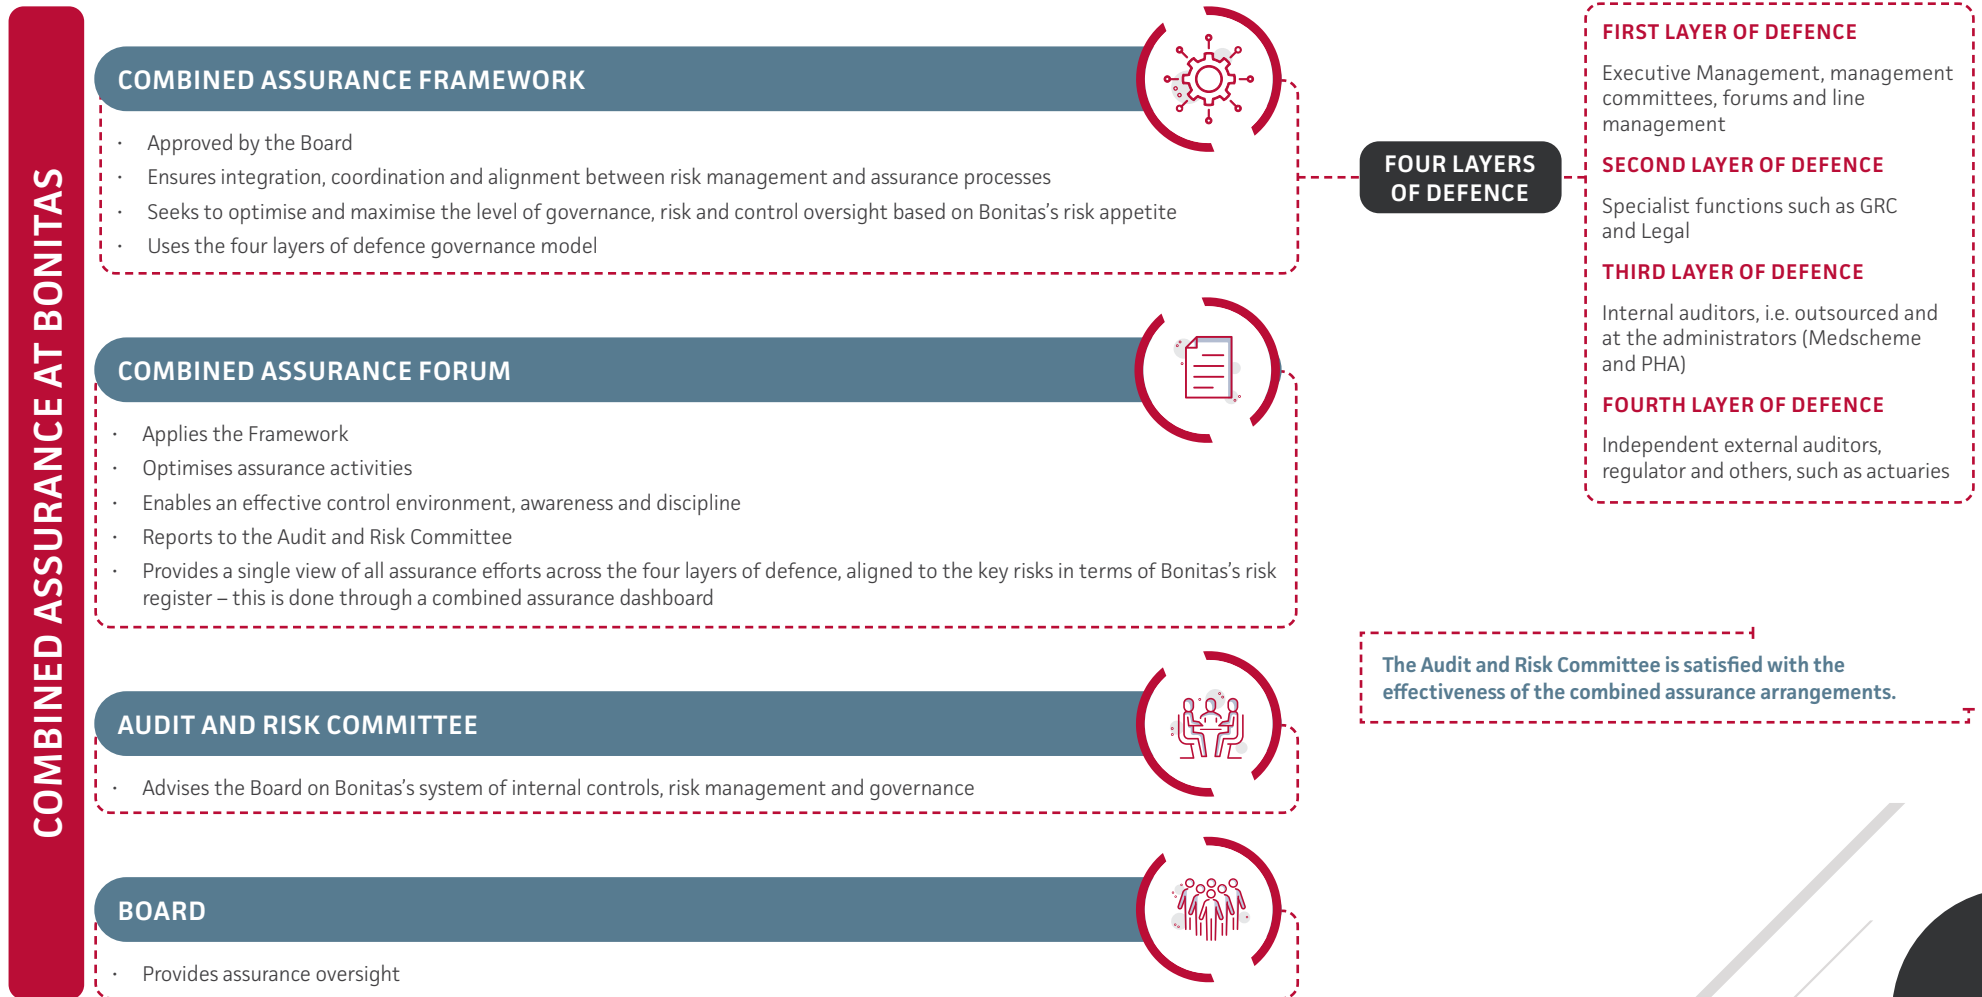 COMBINED ASSURANCE AT BONITAS
COMBINED ASSURANCE FRAMEWORK
· Approved by the Board
· Ensures integration, coordination and alignment between risk management and assurance processes
· Seeks to optimise and maximise the level of governance, risk and control oversight based on Bonitas's risk appetite
· Uses the four layers of defence governance model
FOUR LAYERS
OF DEFENCE
FIRST LAYER OF DEFENCE
Executive Management, management
committees, forums and line
management
SECOND LAYER OF DEFENCE
Specialist functions such as GRC
and Legal
THIRD LAYER OF DEFENCE
Internal auditors, i.e. outsourced and
at the administrators (Medscheme
and PHA)
FOURTH LAYER OF DEFENCE
Independent external auditors,
regulator and others, such as actuaries
COMBINED ASSURANCE FORUM
· Applies the Framework
· Optimises assurance activities
· Enables an effective control environment, awareness and discipline
· Reports to the Audit and Risk Committee
· Provides a single view of all assurance efforts across the four layers of defence, aligned to the key risks in terms of Bonitas's risk
register – this is done through a combined assurance dashboard
The Audit and Risk Committee is satisfied with the
effectiveness of the combined assurance arrangements.
AUDIT AND RISK COMMITTEE
· Advises the Board on Bonitas's system of internal controls, risk management and governance
BOARD
· Provides assurance oversight